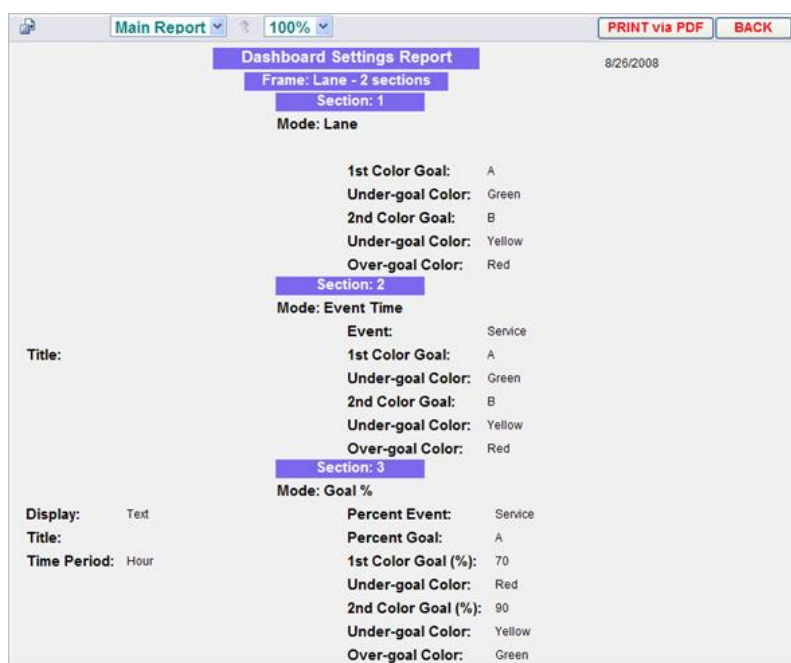 Main Report 100% PRINT via PDF BACK
Dashboard Settings Report
8/26/2008
Frame: Lane - 2 sections
Section: 1
Mode: Lane
1st Color Goal: A
Under-goal Color: Green
2nd Color Goal: B
Under-goal Color: Yellow
Over-goal Color: Red
Section: 2
Mode: Event Time
Event: Service
Title: 1st Color Goal: A
Under-goal Color: Green
2nd Color Goal: B
Under-goal Color: Yellow
Over-goal Color: Red
Section: 3
Mode: Goal %
Display: Text Percent Event: Service
Title: Percent Goal: A
Time Period: Hour 1st Color Goal (%): 70
Under-goal Color: Red
2nd Color Goal (%): 90
Under-goal Color: Yellow
Over-goal Color: Green